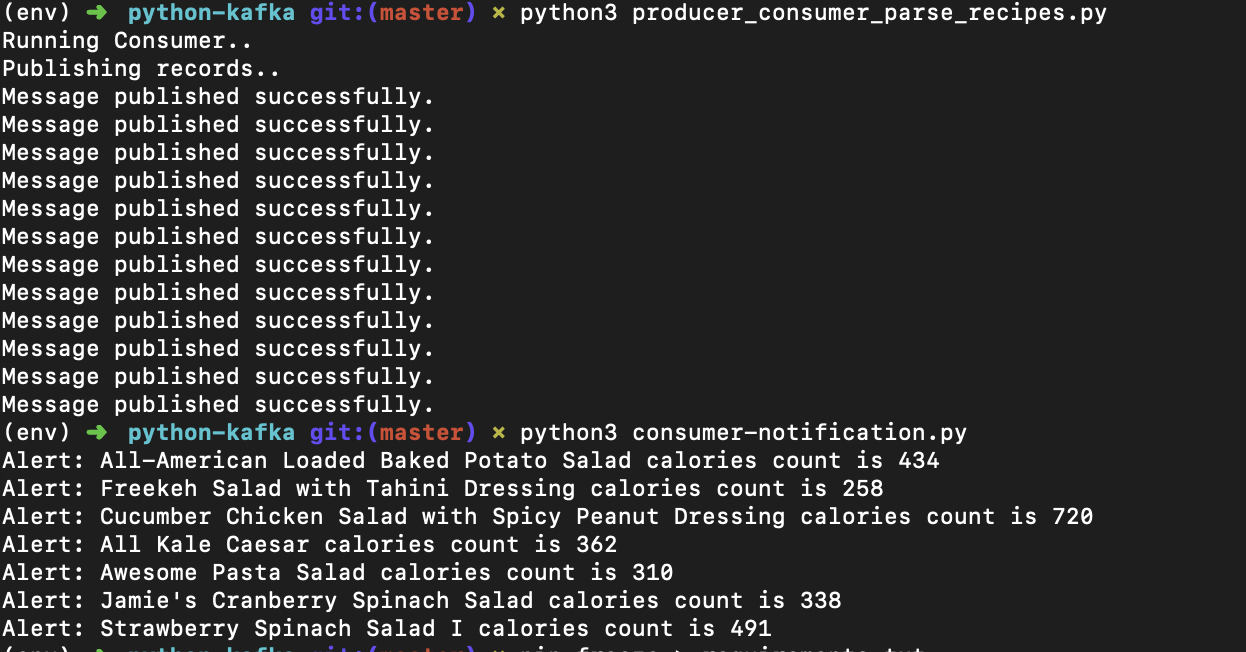 (env) ➜ python-kafka git:(master) × python3 producer_consumer_parse_recipes.py
Running Consumer..
Publishing records..
Message published successfully.
Message published successfully.
Message published successfully.
Message published successfully.
Message published successfully.
Message published successfully.
Message published successfully.
Message published successfully.
Message published successfully.
Message published successfully.
Message published successfully.
Message published successfully.
(env) ➜ python-kafka git:(master) × python3 consumer-notification.py
Alert: All-American Loaded Baked Potato Salad calories count is 434
Alert: Freekeh Salad with Tahini Dressing calories count is 258
Alert: Cucumber Chicken Salad with Spicy Peanut Dressing calories count is 720
Alert: All Kale Caesar calories count is 362
Alert: Awesome Pasta Salad calories count is 310
Alert: Jamie's Cranberry Spinach Salad calories count is 338
Alert: Strawberry Spinach Salad I calories count is 491